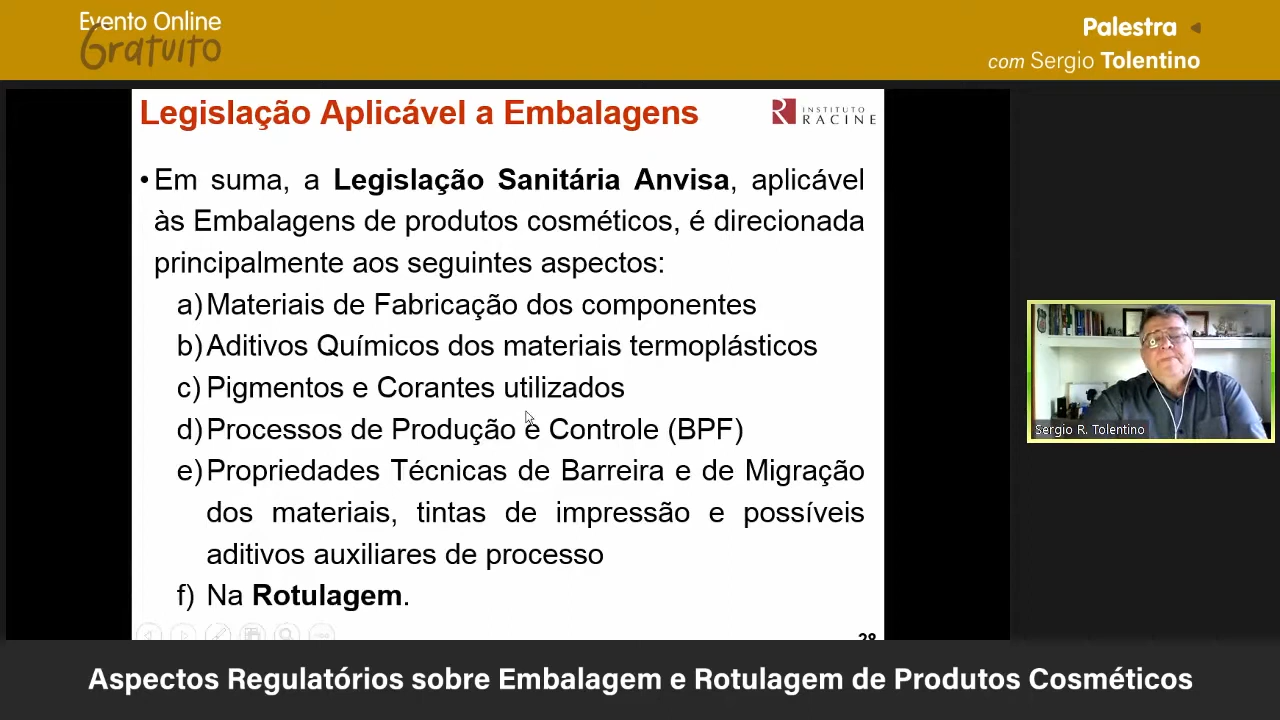 Evento Online
Gratuito
Palestra
com Sergio Tolentino
Legislação Aplicável a Embalagens
INSTITUTO
RACINE
• Em suma, a Legislação Sanitária Anvisa, aplicável
às Embalagens de produtos cosméticos, é direcionada
principalmente aos seguintes aspectos:
a) Materiais de Fabricação dos componentes
b) Aditivos Químicos dos materiais termoplásticos
c) Pigmentos e Corantes utilizados
d) Processos de Produção e Controle (BPF)
e) Propriedades Técnicas de Barreira e de Migração
dos materiais, tintas de impressão e possíveis
aditivos auxiliares de processo
f) Na Rotulagem.
28
Sergio R. Tolentino
Aspectos Regulatórios sobre Embalagem e Rotulagem de Produtos Cosméticos